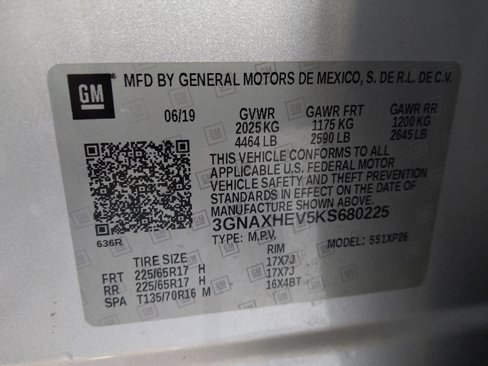 GM ® MFD BY GENERAL MOTORS DE MEXICO, S. DE R.L. DE C.V.
06/19 GVWR GAWR FRT GAWR RR
2025 KG 1175 KG 1200 KG
4464 LB 2590 LB 2645 LB
THIS VEHICLE CONFORMS TO ALL
APPLICABLE U.S. FEDERAL MOTOR
VEHICLE SAFETY AND THEFT PREVENTION
STANDARDS IN EFFECT ON THE DATE
OF MANUFACTURE SHOWN ABOVE.
3GNAXHEV5KS680225
636R TYPE: M.P.V. MODEL: 551XP26
TIRE SIZE RIM
FRT 225/65R17 H 17X7J
RR 225/65R17 H 17X7J
SPA T135/70R16 M 16X4BT